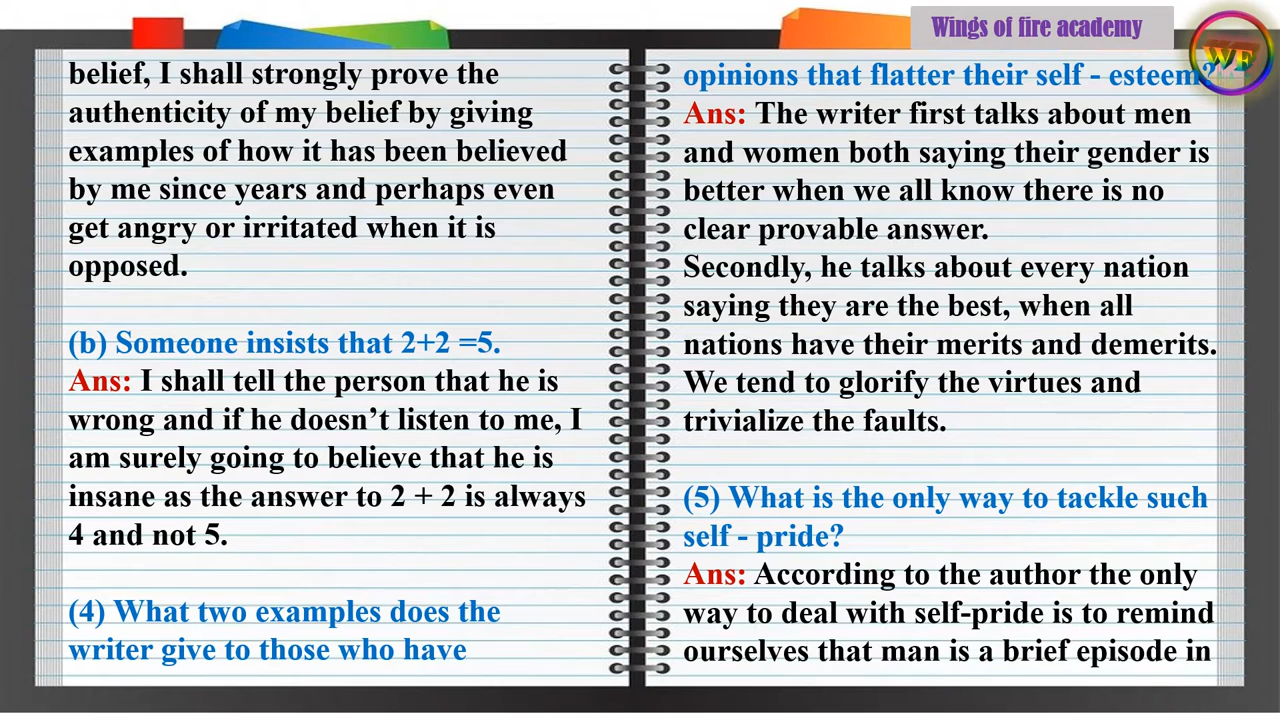 Wings of fire academy
WF
belief, I shall strongly prove the
authenticity of my belief by giving
examples of how it has been believed
by me since years and perhaps even
get angry or irritated when it is
opposed.
(b) Someone insists that 2+2 =5.
Ans: I shall tell the person that he is
wrong and if he doesn’t listen to me, I
am surely going to believe that he is
insane as the answer to 2 + 2 is always
4 and not 5.
(4) What two examples does the
writer give to those who have
opinions that flatter their self - esteem?
Ans: The writer first talks about men
and women both saying their gender is
better when we all know there is no
clear provable answer.
Secondly, he talks about every nation
saying they are the best, when all
nations have their merits and demerits.
We tend to glorify the virtues and
trivialize the faults.
(5) What is the only way to tackle such
self - pride?
Ans: According to the author the only
way to deal with self-pride is to remind
ourselves that man is a brief episode in